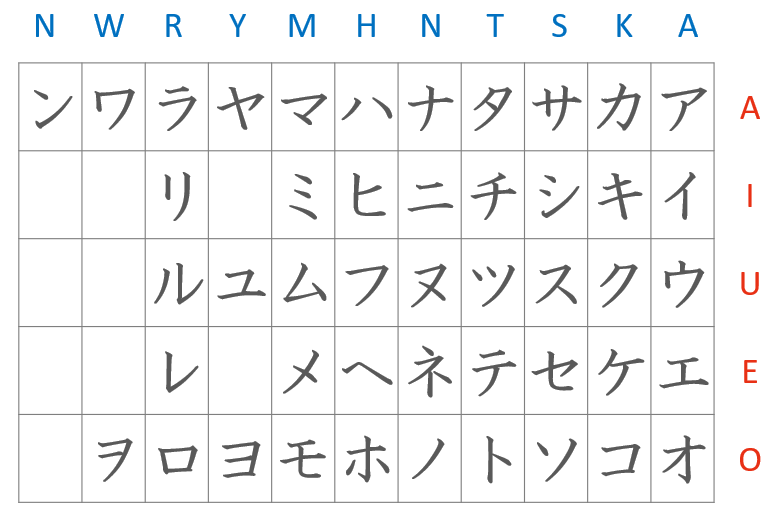 N W R Y M H N T S K A
ン ワ ラ ヤ マ ハ ナ タ サ カ ア A
リ ミ ヒ ニ チ シ キ イ I
ル ユ ム フ ヌ ツ ス ク ウ U
レ メ ヘ ネ テ セ ケ エ E
ヲ ロ ヨ モ ホ ノ ト ソ コ オ O